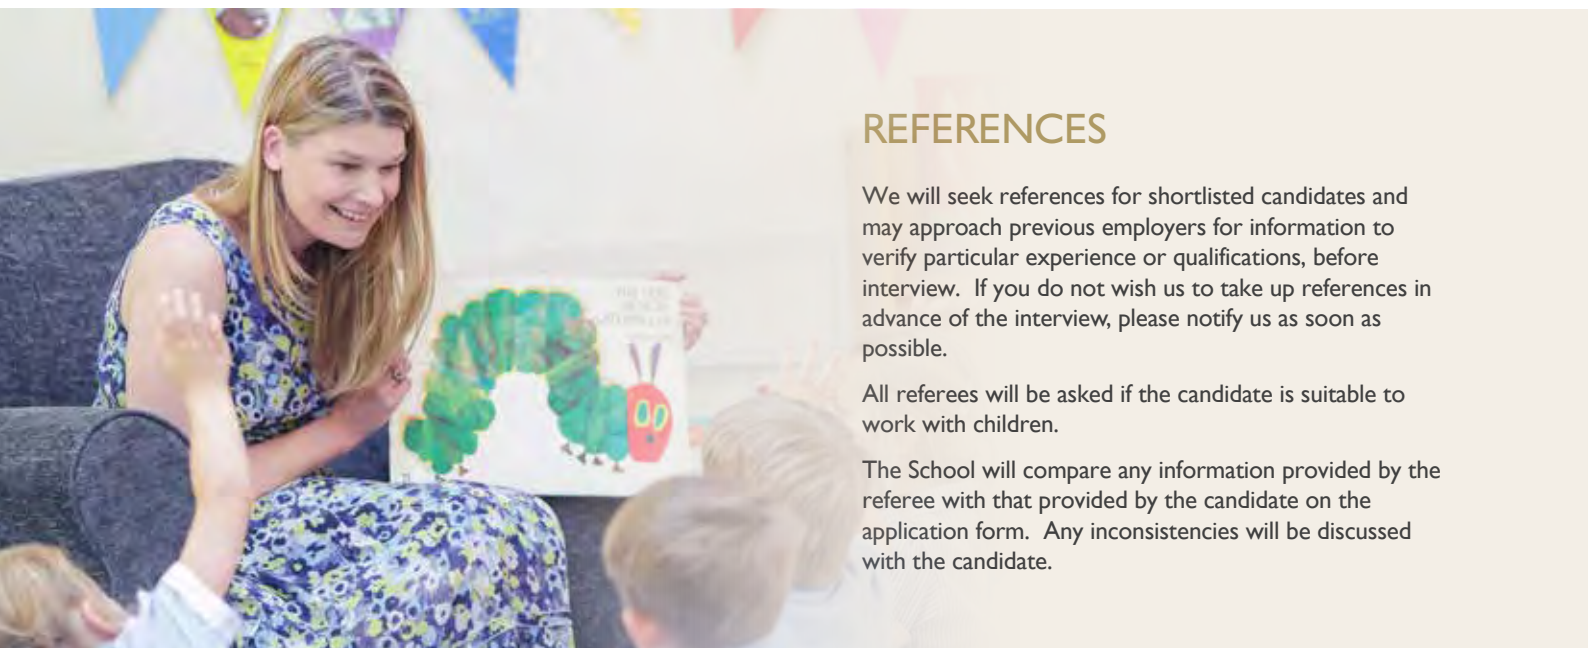 REFERENCES
We will seek references for shortlisted candidates and
may approach previous employers for information to
verify particular experience or qualifications, before
interview.  If you do not wish us to take up references in
advance of the interview, please notify us as soon as
possible.
All referees will be asked if the candidate is suitable to
work with children.
The School will compare any information provided by the
referee with that provided by the candidate on the
application form.  Any inconsistencies will be discussed
with the candidate.